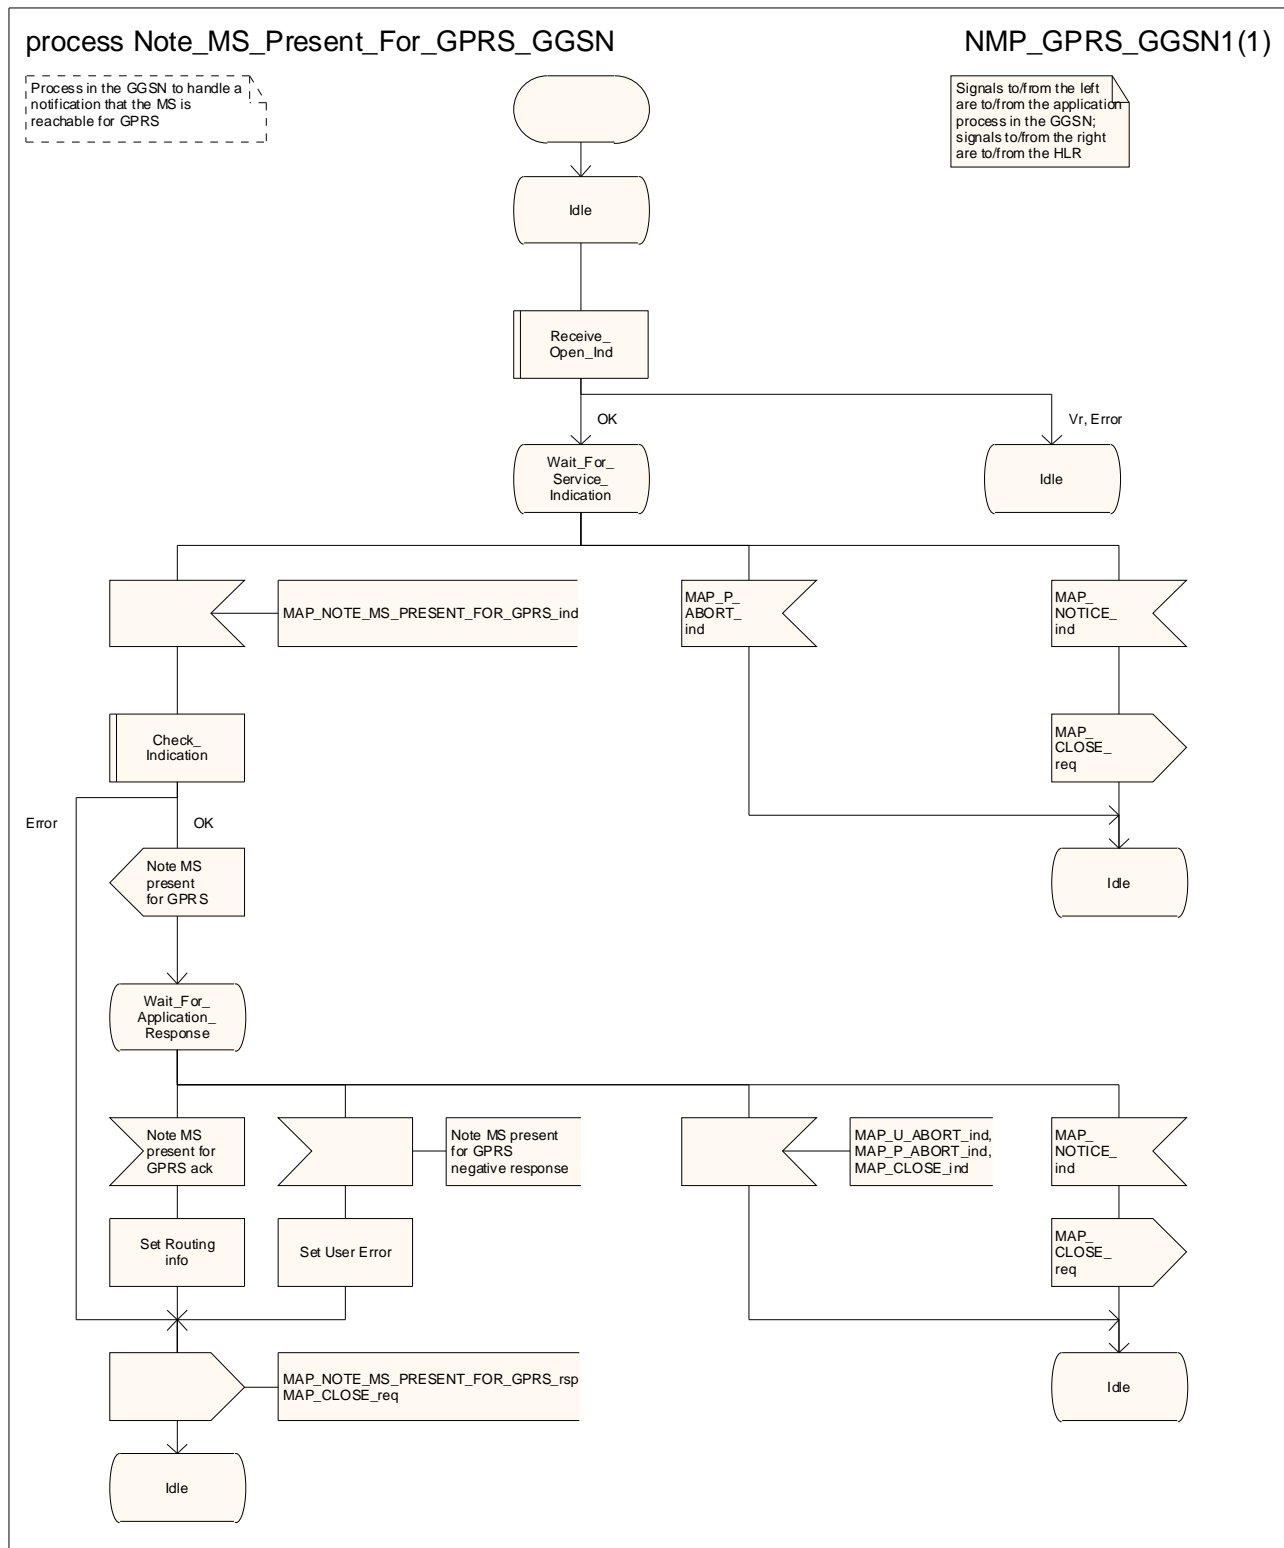 process Note_MS_Present_For_GPRS_GGSN
NMP_GPRS_GGSN1(1)
Process in the GGSN to handle a
notification that the MS is
reachable for GPRS
Signals to/from the left
are to/from the application
process in the GGSN;
signals to/from the right
are to/from the HLR
Idle
Receive_
Open_Ind
OK
Vr, Error
Wait_For_
Service_
Indication
Idle
MAP_NOTE_MS_PRESENT_FOR_GPRS_ind
MAP_P_
ABORT_
ind
MAP_
NOTICE_
ind
Check_
Indication
MAP_
CLOSE_
req
Error
OK
Note MS
present
for GPRS
Idle
Wait_For_
Application_
Response
Note MS
present for
GPRS ack
Note MS present
for GPRS
negative response
MAP_U_ABORT_ind,
MAP_P_ABORT_ind,
MAP_CLOSE_ind
MAP_
NOTICE_
ind
Set Routing
info
Set User Error
MAP_
CLOSE_
req
MAP_NOTE_MS_PRESENT_FOR_GPRS_rsp
MAP_CLOSE_req
Idle
Idle